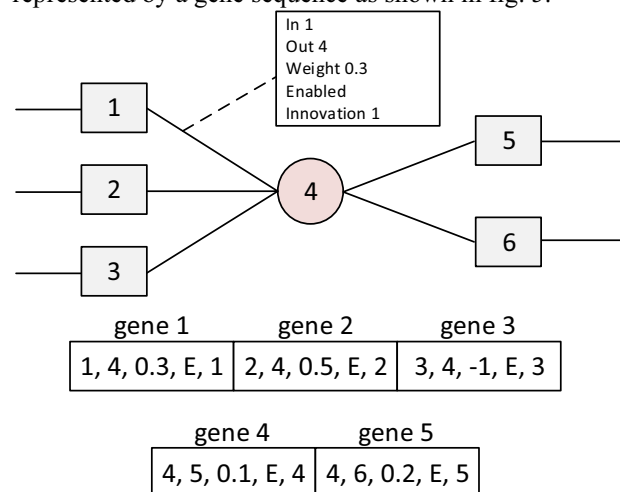 represented by a gene sequence as shown in fig. 3.
In 1
Out 4
Weight 0.3
Enabled
Innovation 1
1
2
3
4
5
6
gene 1 gene 2 gene 3
1, 4, 0.3, E, 1 2, 4, 0.5, E, 2 3, 4, -1, E, 3
gene 4 gene 5
4, 5, 0.1, E, 4 4, 6, 0.2, E, 5